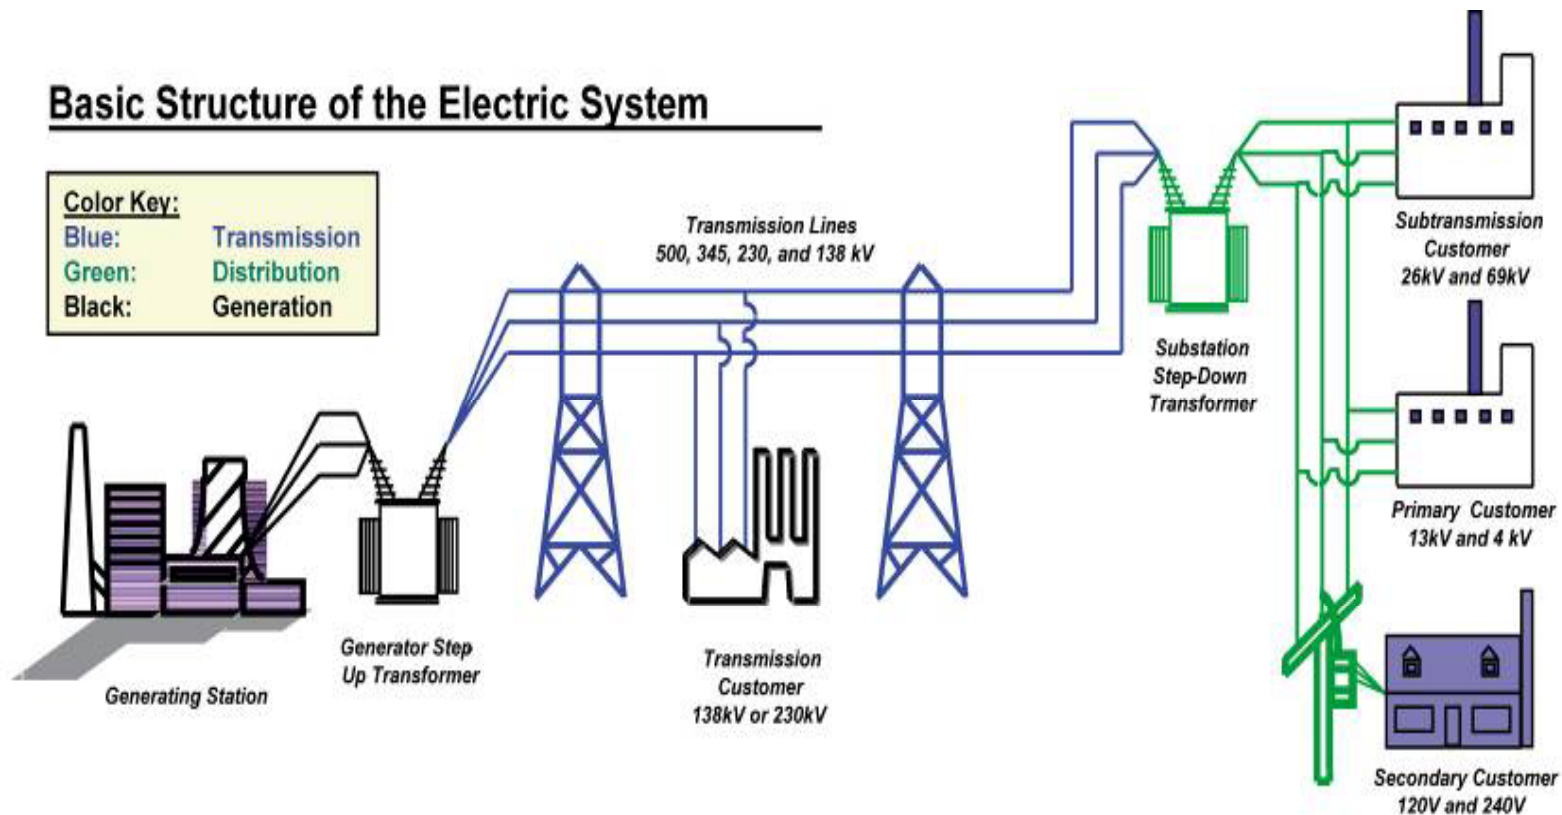 Basic Structure of the Electric System
Color Key:
Blue: Transmission
Green: Distribution
Black: Generation
Transmission Lines
500, 345, 230, and 138 kV
Subtransmission
Customer
26kV and 69kV
Substation
Step-Down
Transformer
Primary Customer
13kV and 4 kV
Generator Step
Up Transformer
Generating Station
Transmission
Customer
138kV or 230kV
Secondary Customer
120V and 240V